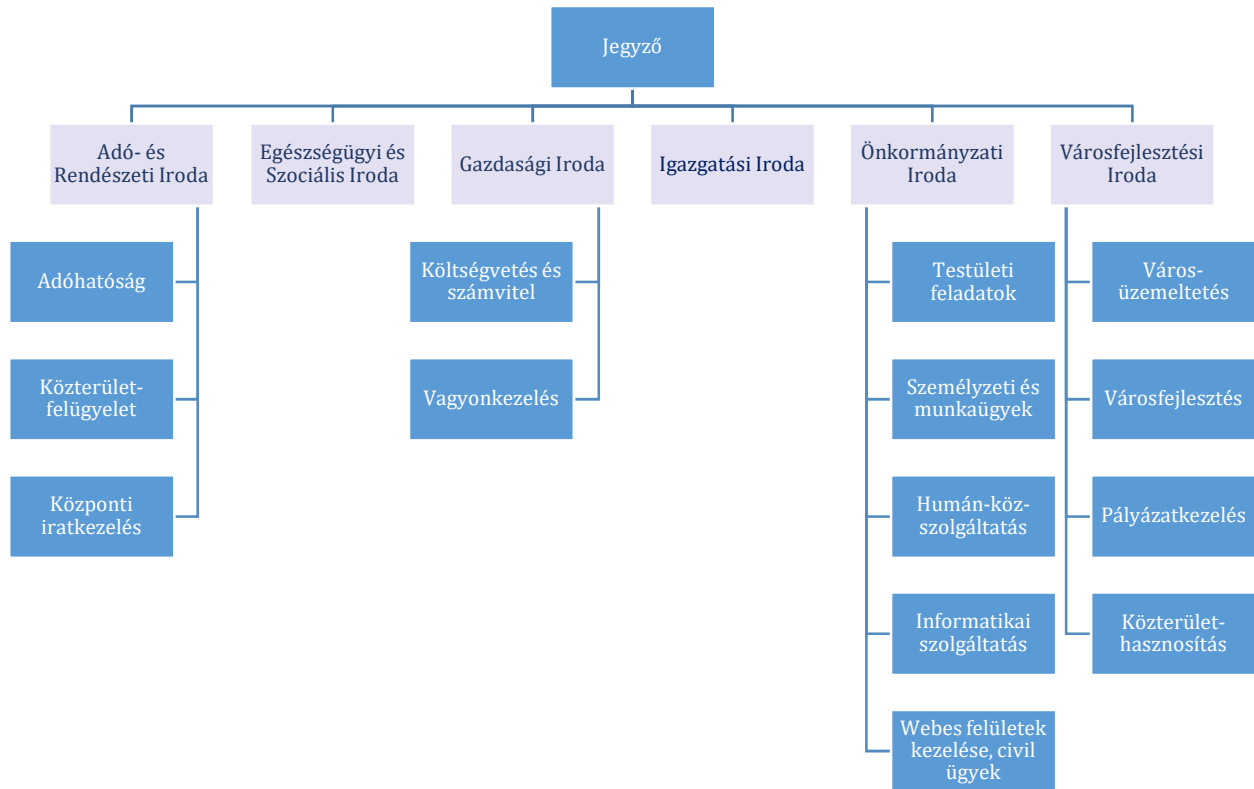 Jegyző
Adó- és
Rendészeti Iroda
Egészségügyi és
Szociális Iroda
Gazdasági Iroda
Igazgatási Iroda
Önkormányzati
Iroda
Városfejlesztési
Iroda
Adóhatóság
Közterület-
felügyelet
Központi
iratkezelés
Költségvetés és
számvitel
Vagyonkezelés
Testületi
feladatok
Személyzeti és
munkaügyek
Humán-köz-
szolgáltatás
Informatikai
szolgáltatás
Webes felületek
kezelése, civil
ügyek
Város-
üzemeltetés
Városfejlesztés
Pályázatkezelés
Közterület-
hasznosítás